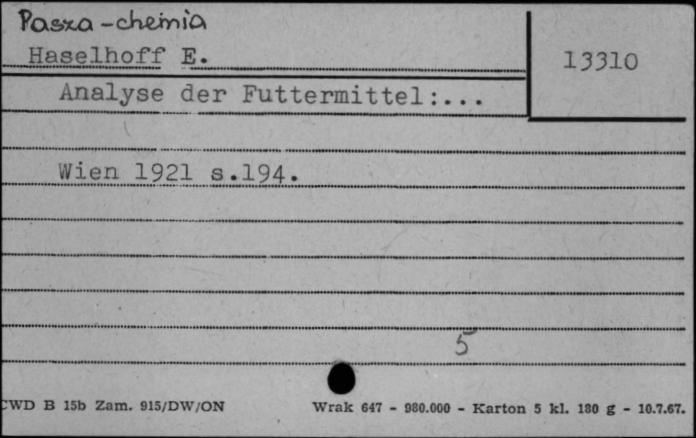 Pasza-chemia
Haselhoff E.
13310
Analyse der Futtermittel:...
Wien 1921 s.194.
5
CWD B 15b Zam. 915/DW/ON
Wrak 647 - 980.000 - Karton 5 kl. 180 g - 10.7.67.